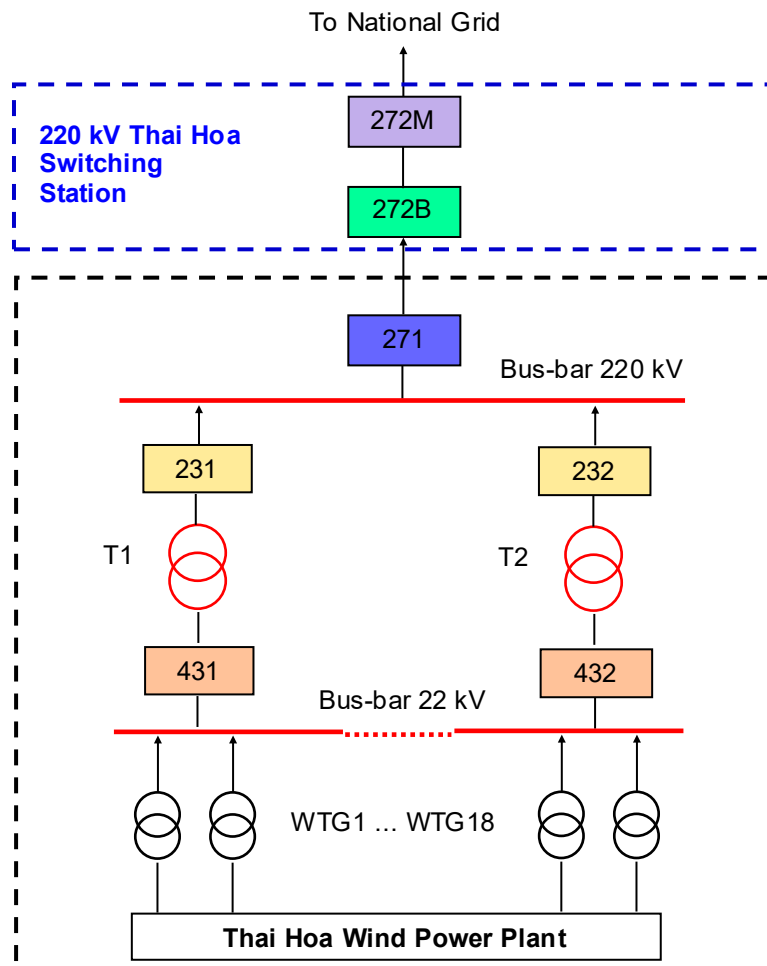 To National Grid
220 kV Thai Hoa
Switching
Station
272M
272B
271
Bus-bar 220 kV
231
232
T1
T2
431
432
Bus-bar 22 kV
WTG1 ... WTG18
Thai Hoa Wind Power Plant